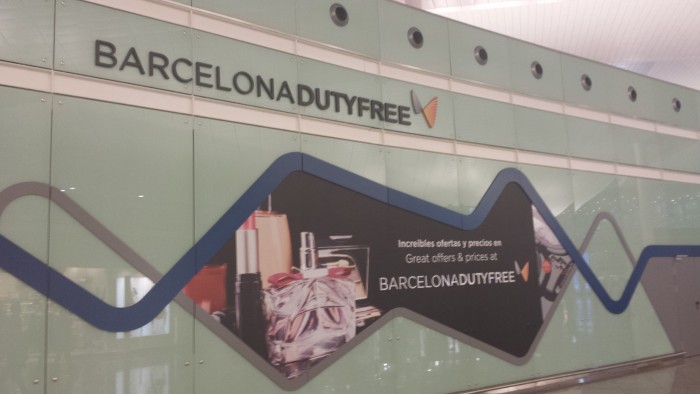 BARCELONADUTYFREE
Increíbles ofertas y precios en
Great offers & prices at
BARCELONADUTYFREE